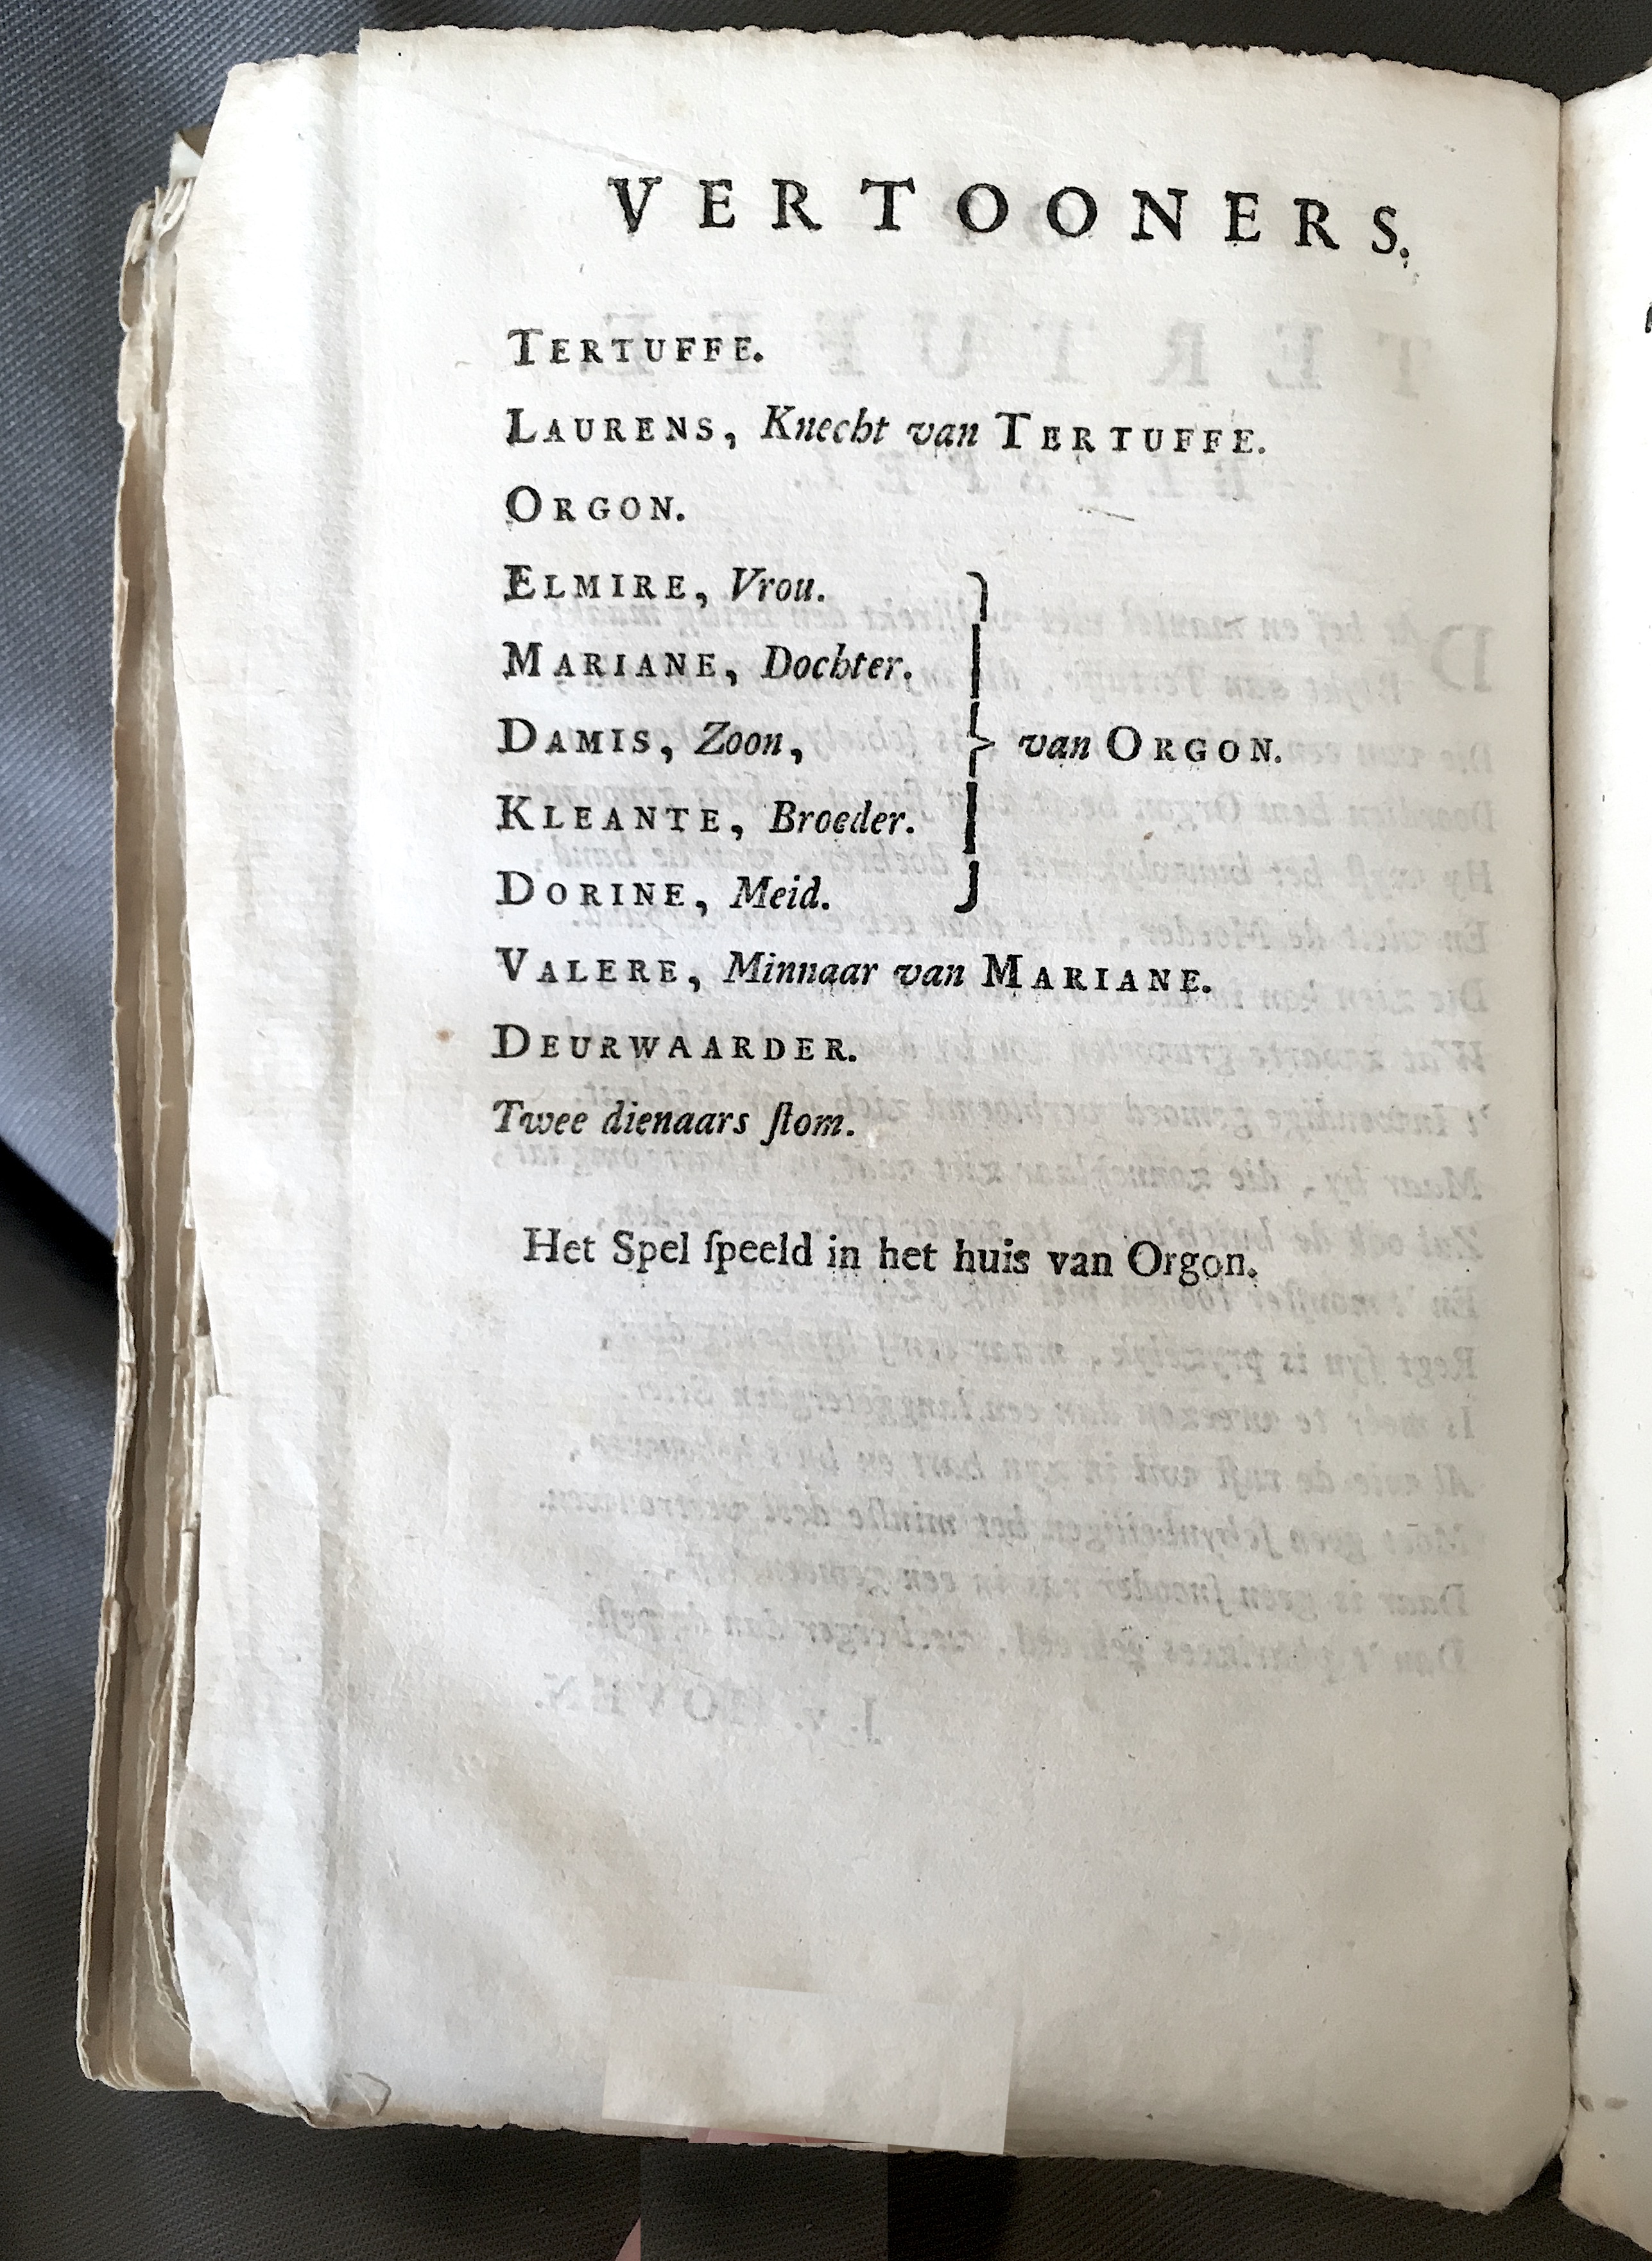 VERTOONERS.
TERTUFFE.
LAURENS, Knecht van TERTUFFE.
ORGON.
ELMIRE, Vrou.
MARIANE, Dochter.
DAMIS, Zoon, } van ORGON.
KLEANTE, Broeder.
DORINE, Meid.
VALERE, Minnaar van MARIANE.
DEURWAARDER.
Twee dienaars ſtom.
Het Spel ſpeeld in het huis van Orgon.